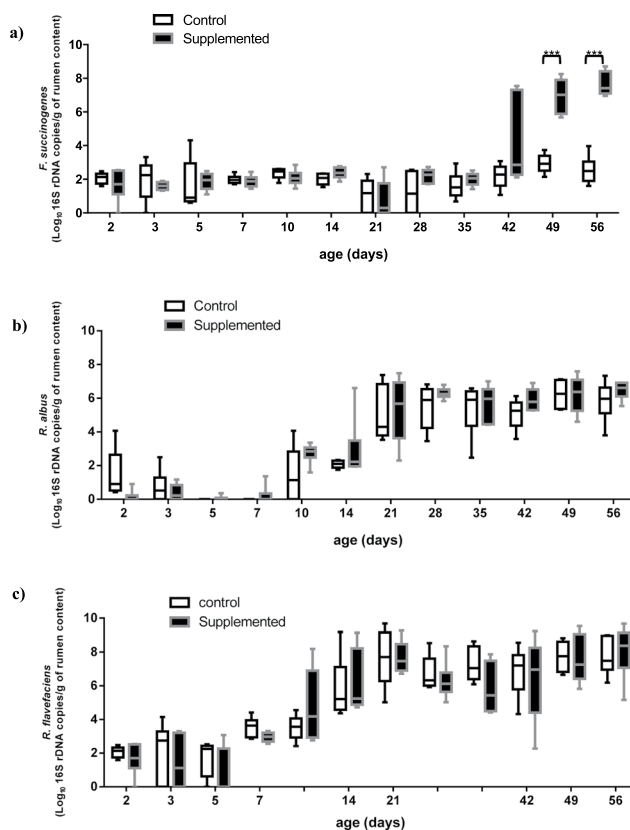 a)
Control
Supplemented
F. succinogenes
(Log10 16S rDNA copies/g of rumen content)
10
8
6
4
2
0
***
***
2 3 5 7 10 14 21 28 35 42 49 56
age (days)
b)
Control
Supplemented
R. albus
(Log10 16S rDNA copies/g of rumen content)
10
8
6
4
2
0
2 3 5 7 10 14 21 28 35 42 49 56
age (days)
c)
control
Supplemented
R. flavefaciens
(Log10 16S rDNA copies/g of rumen content)
10
8
6
4
2
0
2 3 5 7 14 21 42 49 56
age (days)